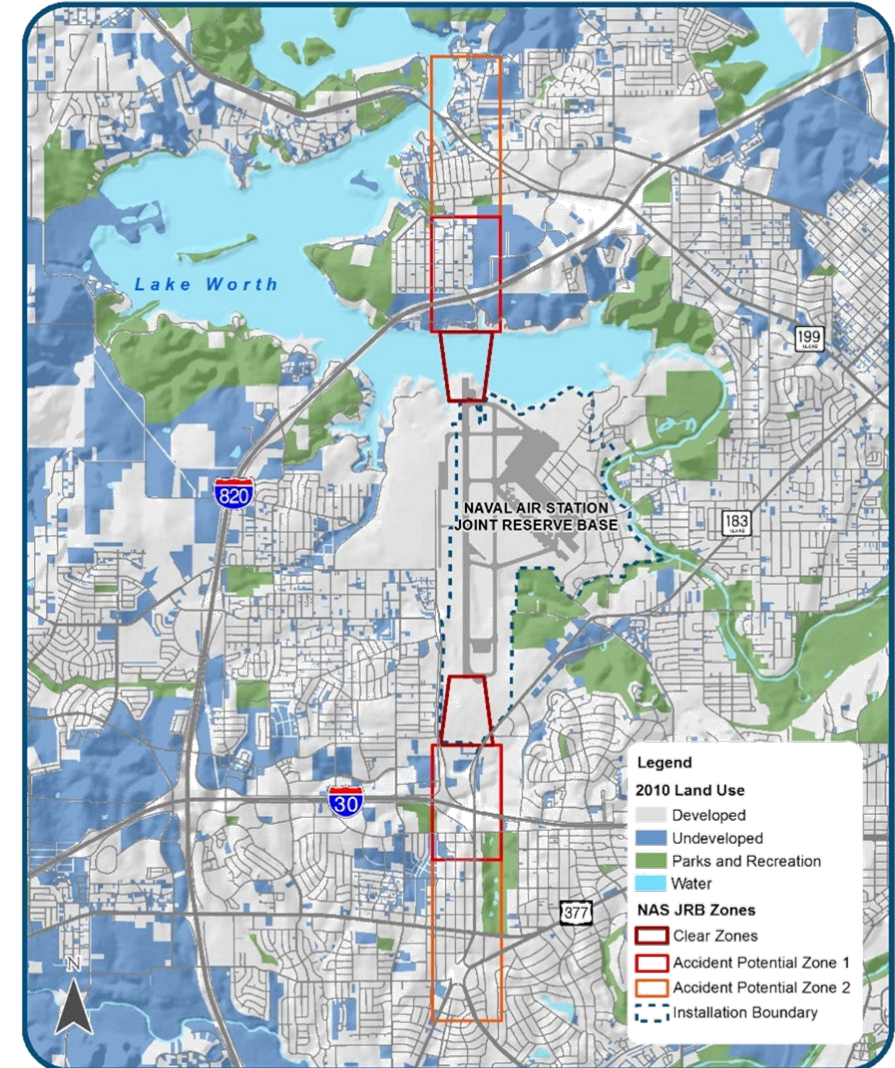 Lake Worth
199
TEXAS
820
NAVAL AIR STATION
JOINT RESERVE BASE
183
TEXAS
30
377
N
Legend
2010 Land Use
Developed
Undeveloped
Parks and Recreation
Water
NAS JRB Zones
Clear Zones
Accident Potential Zone 1
Accident Potential Zone 2
Installation Boundary